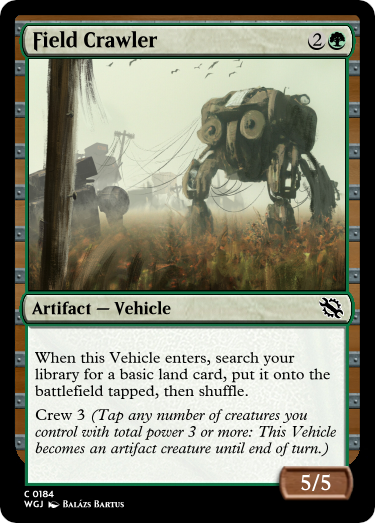 Field Crawler 2
Artifact — Vehicle
When this Vehicle enters, search your
library for a basic land card, put it onto the
battlefield tapped, then shuffle.
Crew 3 (Tap any number of creatures you
control with total power 3 or more: This Vehicle
becomes an artifact creature until end of turn.)
5/5
C 0184
WGJ Balázs Bartus